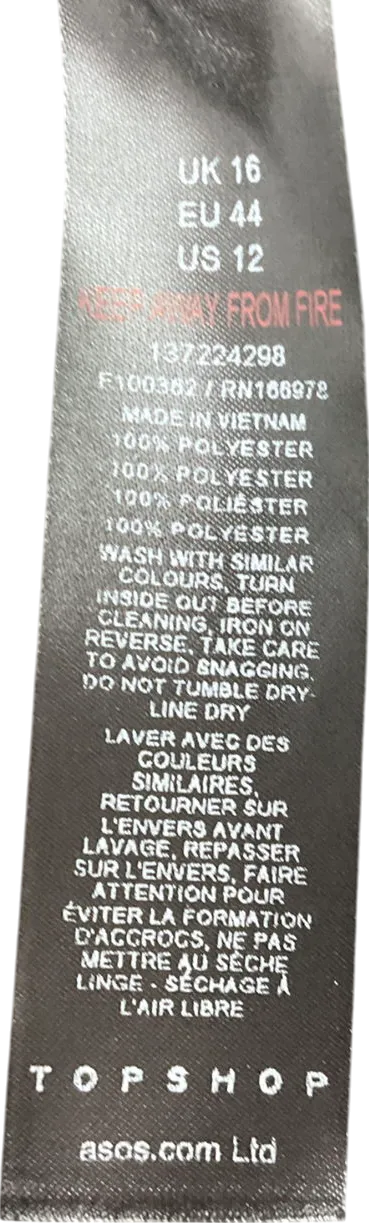 UK 16
EU 44
US 12
KEEP AWAY FROM FIRE
137224298
F100362 / RN166978
MADE IN VIETNAM
100% POLYESTER
100% POLYESTER
100% POLIÉSTER
100% POLYESTER
WASH WITH SIMILAR
COLOURS, TURN
INSIDE OUT BEFORE
CLEANING, IRON ON
REVERSE, TAKE CARE
TO AVOID SNAGGING.
DO NOT TUMBLE DRY-
LINE DRY
LAVER AVEC DES
COULEURS
SIMILAIRES,
RETOURNER SUR
L'ENVERS AVANT
LAVAGE, REPASSER
SUR L'ENVERS, FAIRE
ATTENTION POUR
ÉVITER LA FORMATION
D'ACCROCS, NE PAS
METTRE AU SÈCHE
LINGE - SÉCHAGE À
L'AIR LIBRE
TOPSHOP
asos.com Ltd